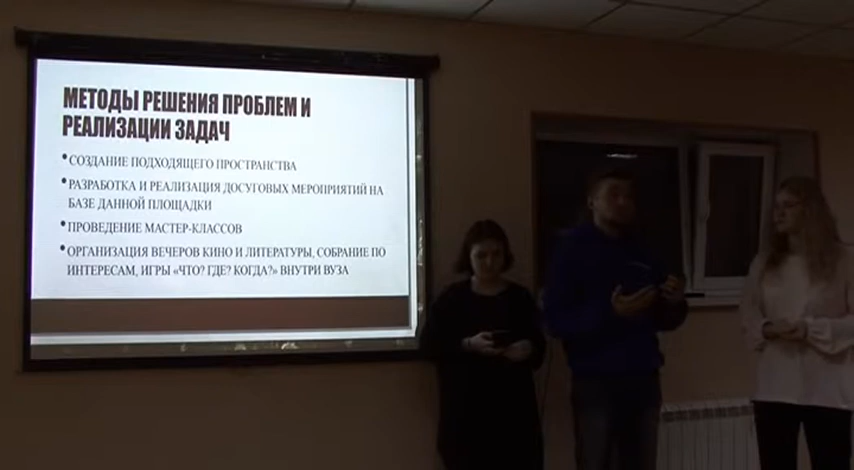 МЕТОДЫ РЕШЕНИЯ ПРОБЛЕМ И
РЕАЛИЗАЦИИ ЗАДАЧ
•СОЗДАНИЕ ПОДХОДЯЩЕГО ПРОСТРАНСТВА
•РАЗРАБОТКА И РЕАЛИЗАЦИЯ ДОСУГОВЫХ МЕРОПРИЯТИЙ НА
БАЗЕ ДАННОЙ ПЛОЩАДКИ
•ПРОВЕДЕНИЕ МАСТЕР-КЛАССОВ
•ОРГАНИЗАЦИЯ ВЕЧЕРОВ КИНО И ЛИТЕРАТУРЫ, СОБРАНИЕ ПО
ИНТЕРЕСАМ, ИГРЫ «ЧТО? ГДЕ? КОГДА?» ВНУТРИ ВУЗА